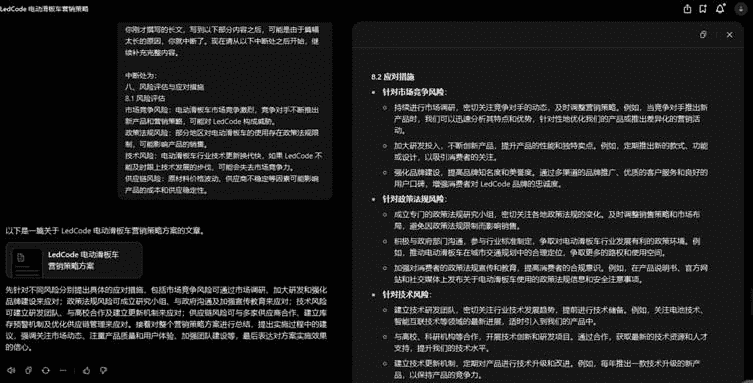 LedCode 电动滑板车营销策略
你刚才撰写的长文，写到以下部分内容之后，可能是由于篇幅
太长的原因，你就中断了。现在请从以下中断处之后开始，继
续补充完整内容。
中断处为：
八、风险评估与应对措施
8.1 风险评估
市场竞争风险：电动滑板车市场竞争激烈，竞争对手不断推出
新产品和营销策略，可能对 LedCode 构成威胁。
政策法规风险：部分地区对电动滑板车的使用存在政策法规限
制，可能影响产品的销售。
技术风险：电动滑板车行业技术更新换代快，如果 LedCode 不
能及时跟上技术发展的步伐，可能会失去市场竞争力。
供应链风险：原材料价格波动、供应商不稳定等因素可能影响
产品的成本和供应稳定性。
以下是一篇关于 LedCode 电动滑板车营销策略方案的文章。
LedCode 电动滑板车
营销策略方案
先针对不同风险分别提出具体的应对措施，包括市场竞争风险可通过市场调研、加大研发和强化
品牌建设来应对；政策法规风险可成立研究小组、与政府沟通及加强宣传教育来应对；技术风险
可建立研发团队、与高校合作及建立更新机制来应对；供应链风险可与多家供应商合作、建立库
存预警机制及优化供应链管理来应对。接着对整个营销策略方案进行总结，提出实施过程中的建
议，强调关注市场动态、注重产品质量和用户体验、加强团队建设等，最后表达对方案实施效果
的信心。
8.2 应对措施
针对市场竞争风险：
持续进行市场调研，密切关注竞争对手的动态，及时调整营销策略。例如，当竞争对手推出新
产品时，我们可以迅速分析其特点和优势，针对性地优化我们的产品或推出差异化的营销活
动。
加大研发投入，不断创新产品，提升产品的性能和独特卖点。例如，定期推出新的款式、功能
或设计，以吸引消费者的关注。
强化品牌建设，提高品牌知名度和美誉度。通过多渠道的品牌推广、优质的客户服务和良好的
用户口碑，增强消费者对 LedCode 品牌的忠诚度。
针对政策法规风险：
成立专门的政策法规研究小组，密切关注各地政策法规的变化。及时调整销售策略和市场布
局，避免因政策法规限制而影响销售。
积极与政府部门沟通，参与行业标准制定，争取对电动滑板车行业发展有利的政策环境。例
如，推动电动滑板车在城市交通规划中的合理定位，争取更多的路权和使用空间。
加强对消费者的政策法规宣传和教育，提高消费者的合规意识。例如，在产品说明书、官方网
站和社交媒体上发布关于电动滑板车使用的政策法规信息和安全注意事项。
针对技术风险：
建立技术研发团队，密切关注行业技术发展趋势，提前进行技术储备。例如，关注电池技术、
智能互联技术等领域的最新进展，适时引入到我们的产品中。
与高校、科研机构等合作，开展技术创新和研发项目。通过合作，获取最新的技术资源和人才
支持，提升我们的技术水平。
建立技术更新机制，定期对产品进行技术升级和改进。例如，每年推出一款技术升级的新产
品，以保持产品的竞争力。